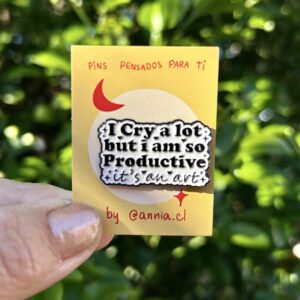 PINS PENSADOS PARA TI
I Cry a lot
but i am so
Productive
it's an art
by @annia.cl